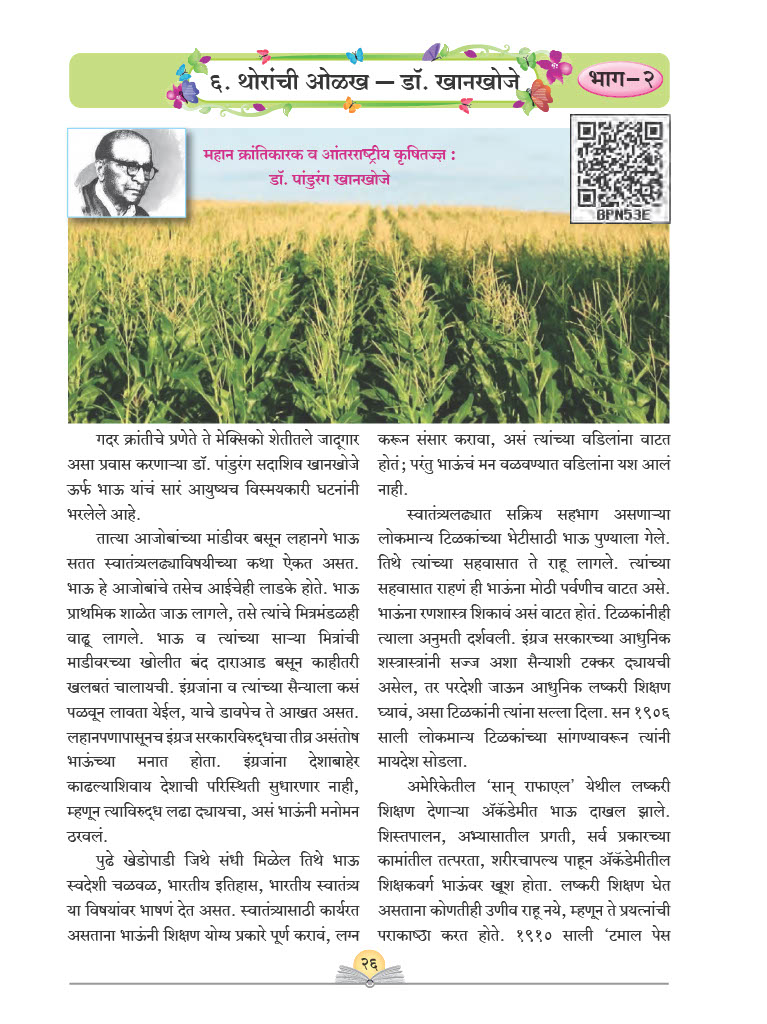 ६. थोरांची ओळख – डॉ. खानखोजे
भाग-२
महान क्रांतिकारक व आंतरराष्ट्रीय कृषितज्ज्ञ :
डॉ. पांडुरंग खानखोजे
BPN53E
गदर क्रांतीचे प्रणेते ते मेक्सिको शेतीतले जादूगार
असा प्रवास करणाऱ्या डॉ. पांडुरंग सदाशिव खानखोजे
ऊर्फ भाऊ यांचं सारं आयुष्यच विस्मयकारी घटनांनी
भरलेले आहे.
तात्या आजोबांच्या मांडीवर बसून लहानगे भाऊ
सतत स्वातंत्र्यलढ्याविषयीच्या कथा ऐकत असत.
भाऊ हे आजोबांचे तसेच आईचेही लाडके होते. भाऊ
प्राथमिक शाळेत जाऊ लागले, तसे त्यांचे मित्रमंडळही
वाढू लागले. भाऊ व त्यांच्या साऱ्या मित्रांची
माडीवरच्या खोलीत बंद दाराआड बसून काहीतरी
खलबतं चालायची. इंग्रजांना व त्यांच्या सैन्याला कसं
पळवून लावता येईल, याचे डावपेच ते आखत असत.
लहानपणापासूनच इंग्रज सरकारविरुद्धचा तीव्र असंतोष
भाऊंच्या मनात होता. इंग्रजांना देशाबाहेर
काढल्याशिवाय देशाची परिस्थिती सुधारणार नाही,
म्हणून त्याविरुद्ध लढा द्यायचा, असं भाऊंनी मनोमन
ठरवलं.
पुढे खेडोपाडी जिथे संधी मिळेल तिथे भाऊ
स्वदेशी चळवळ, भारतीय इतिहास, भारतीय स्वातंत्र्य
या विषयांवर भाषणं देत असत. स्वातंत्र्यासाठी कार्यरत
असताना भाऊंनी शिक्षण योग्य प्रकारे पूर्ण करावं, लग्न
करून संसार करावा, असं त्यांच्या वडिलांना वाटत
होतं; परंतु भाऊंचं मन वळवण्यात वडिलांना यश आलं
नाही.
स्वातंत्र्यलढ्यात सक्रिय सहभाग असणाऱ्या
लोकमान्य टिळकांच्या भेटीसाठी भाऊ पुण्याला गेले.
तिथे त्यांच्या सहवासात ते राहू लागले. त्यांच्या
सहवासात राहणं ही भाऊंना मोठी पर्वणीच वाटत असे.
भाऊंना रणशास्त्र शिकावं असं वाटत होतं. टिळकांनीही
त्याला अनुमती दर्शवली. इंग्रज सरकारच्या आधुनिक
शस्त्रास्त्रांनी सज्ज अशा सैन्याशी टक्कर द्यायची
असेल, तर परदेशी जाऊन आधुनिक लष्करी शिक्षण
घ्यावं, असा टिळकांनी त्यांना सल्ला दिला. सन १९०६
साली लोकमान्य टिळकांच्या सांगण्यावरून त्यांनी
मायदेश सोडला.
अमेरिकेतील ‘सान् राफाएल’ येथील लष्करी
शिक्षण देणाऱ्या ॲकॅडेमीत भाऊ दाखल झाले.
शिस्तपालन, अभ्यासातील प्रगती, सर्व प्रकारच्या
कामांतील तत्परता, शरीरचापल्य पाहून ॲकॅडेमीतील
शिक्षकवर्ग भाऊंवर खूश होता. लष्करी शिक्षण घेत
असताना कोणतीही उणीव राहू नये, म्हणून ते प्रयत्नांची
पराकाष्ठा करत होते. १९१० साली ‘टमाल पेस
२६